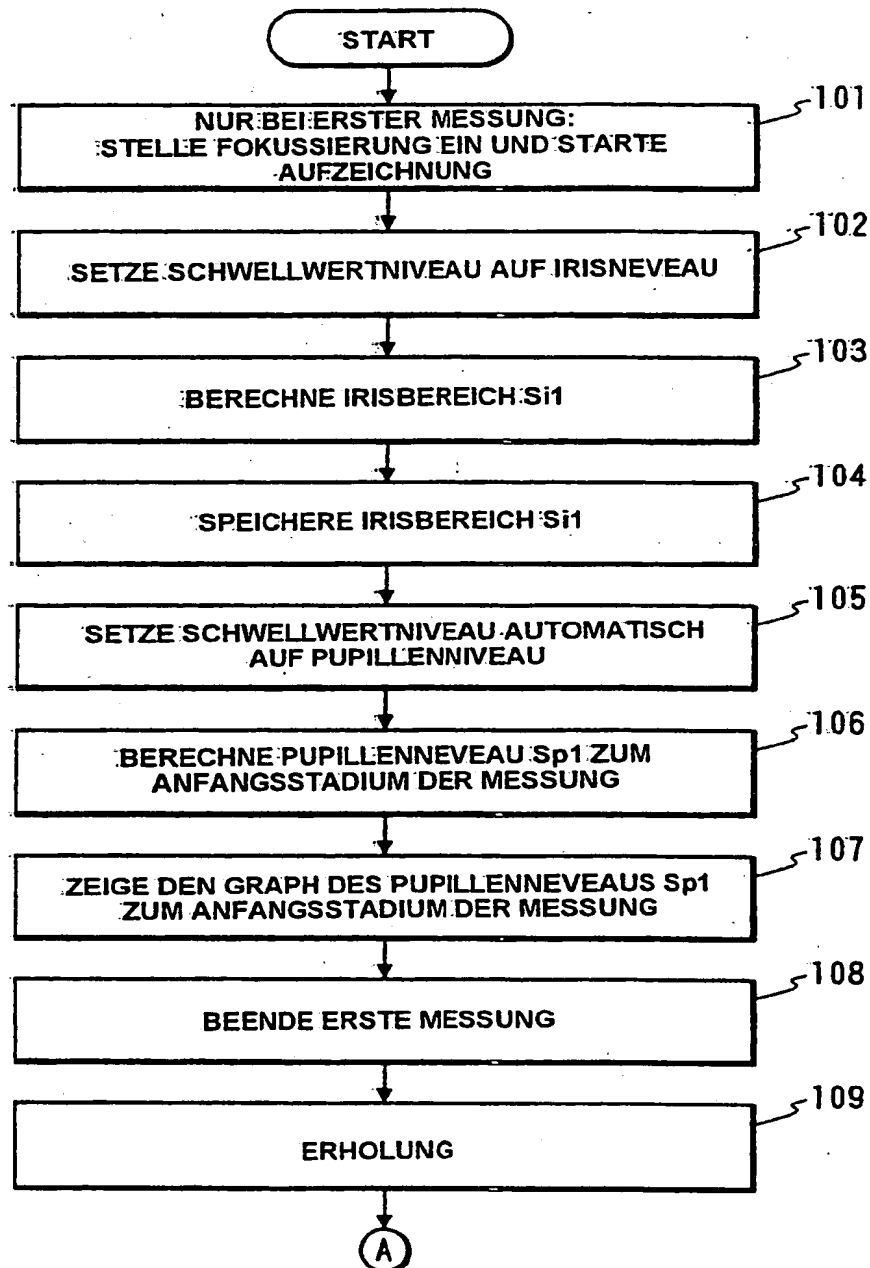 START
101
NUR BEI ERSTER MESSUNG:
STELLE FOKUSSIERUNG EIN UND STARTE
AUFZEICHNUNG
102
SETZE SCHWELLWERTNIVEAU AUF IRISNEVEAU
103
BERECHNE IRISBEREICH Si1
104
SPEICHERE IRISBEREICH Si1
105
SETZE SCHWELLWERTNIVEAU AUTOMATISCH
AUF PUPILLENNIVEAU
106
BERECHNE PUPILLENNEVEAU Sp1 ZUM
ANFANGSSTADIUM DER MESSUNG
107
ZEIGE DEN GRAPH DES PUPILLENNEVEAUS Sp1
ZUM ANFANGSSTADIUM DER MESSUNG
108
BEENDE ERSTE MESSUNG
109
ERHOLUNG
A